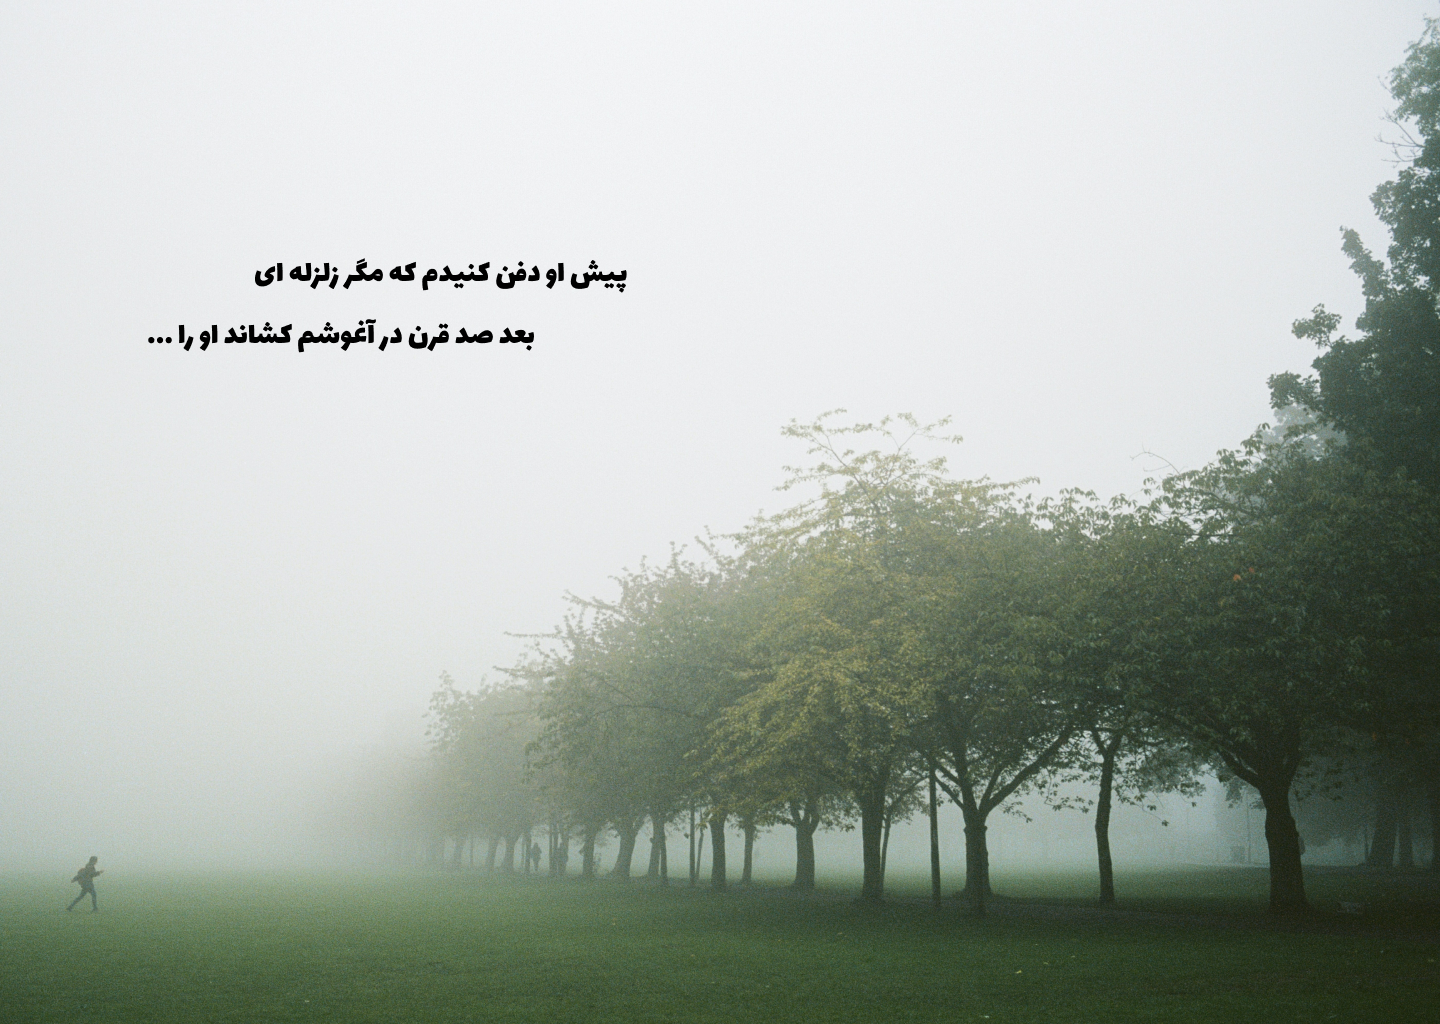 پیش او دفن کنیدم که مگر زلزله ای
بعد صد قرن در آغوشم کشاند او را ...